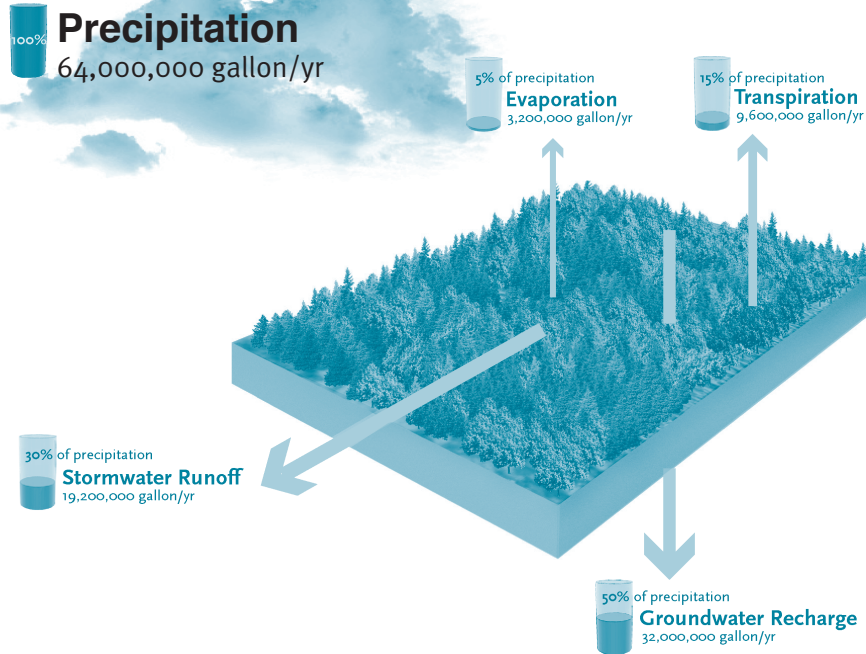 100%
Precipitation
64,000,000 gallon/yr
5% of precipitation
Evaporation
3,200,000 gallon/yr
15% of precipitation
Transpiration
9,600,000 gallon/yr
30% of precipitation
Stormwater Runoff
19,200,000 gallon/yr
50% of precipitation
Groundwater Recharge
32,000,000 gallon/yr